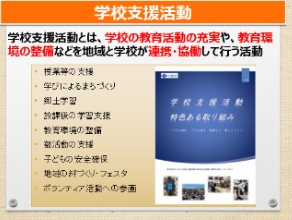 学校支援活動
学校支援活動とは、学校の教育活動の充実や、教育環
境の整備などを地域と学校が連携・協働して行う活動
・ 授業等の支援
・ 学びによるまちづくり
・ 郷土学習
・ 放課後の学習支援
・ 教育環境の整備
・ 部活動の支援
・ 子どもの安全確保
・ 地域の絆づくり・フェスタ
・ ボランティア活動への参画
学校支援活動
特色ある取り組み